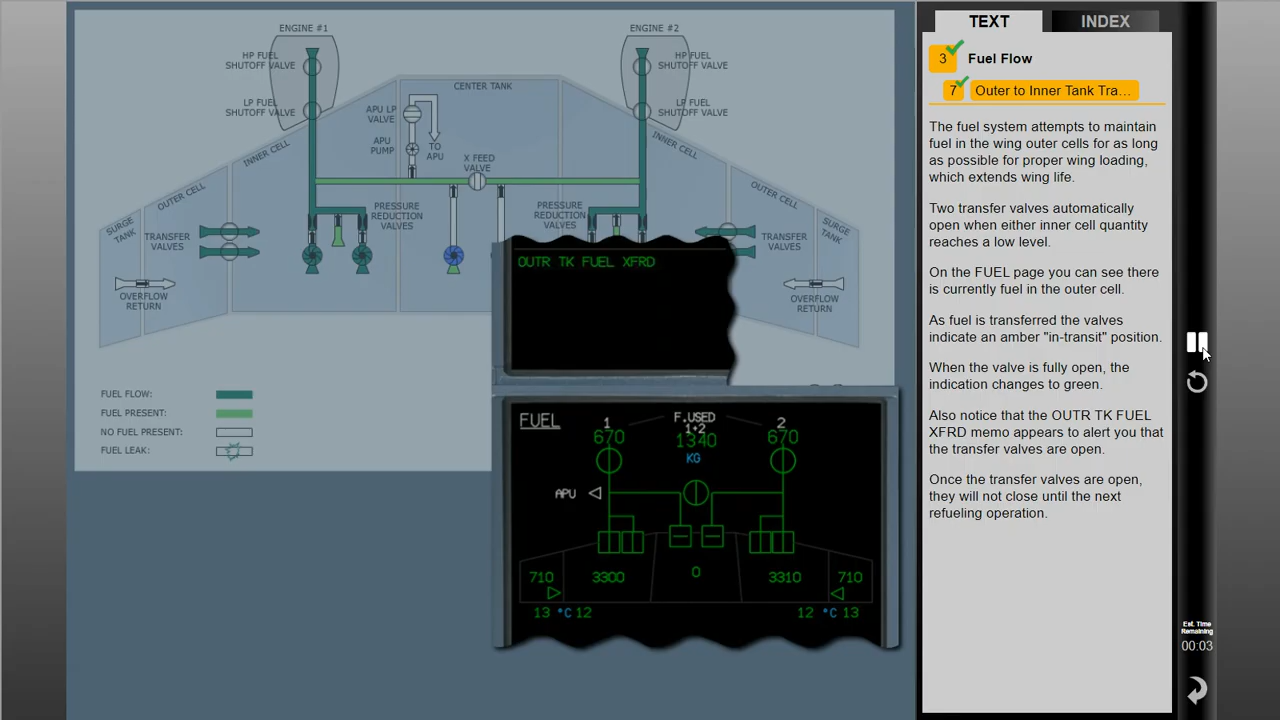 ENGINE #1
ENGINE #2
HP FUEL
SHUTOFF VALVE
HP FUEL
SHUTOFF VALVE
LP FUEL
SHUTOFF VALVE
LP FUEL
SHUTOFF VALVE
CENTER TANK
APU LP
VALVE
APU
PUMP
TO
APU
X FEED
VALVE
INNER CELL
INNER CELL
OUTER CELL
OUTER CELL
SURGE
TANK
SURGE
TANK
PRESSURE
REDUCTION
VALVES
PRESSURE
REDUCTION
VALVES
TRANSFER
VALVES
TRANSFER
VALVES
OVERFLOW
RETURN
OVERFLOW
RETURN
FUEL FLOW:
FUEL PRESENT:
NO FUEL PRESENT:
FUEL LEAK:
OUTR TK FUEL XFRD
FUEL
1
F.USED
1+2
2
670
1340
670
KG
APU
710
3300
0
3310
710
13 °C 12
12 °C 13
TEXT
INDEX
3
Fuel Flow
7
Outer to Inner Tank Tra...
The fuel system attempts to maintain
fuel in the wing outer cells for as long
as possible for proper wing loading,
which extends wing life.
Two transfer valves automatically
open when either inner cell quantity
reaches a low level.
On the FUEL page you can see there
is currently fuel in the outer cell.
As fuel is transferred the valves
indicate an amber "in-transit" position.
When the valve is fully open, the
indication changes to green.
Also notice that the OUTR TK FUEL
XFRD memo appears to alert you that
the transfer valves are open.
Once the transfer valves are open,
they will not close until the next
refueling operation.
Est. Time
Remaining
00:03